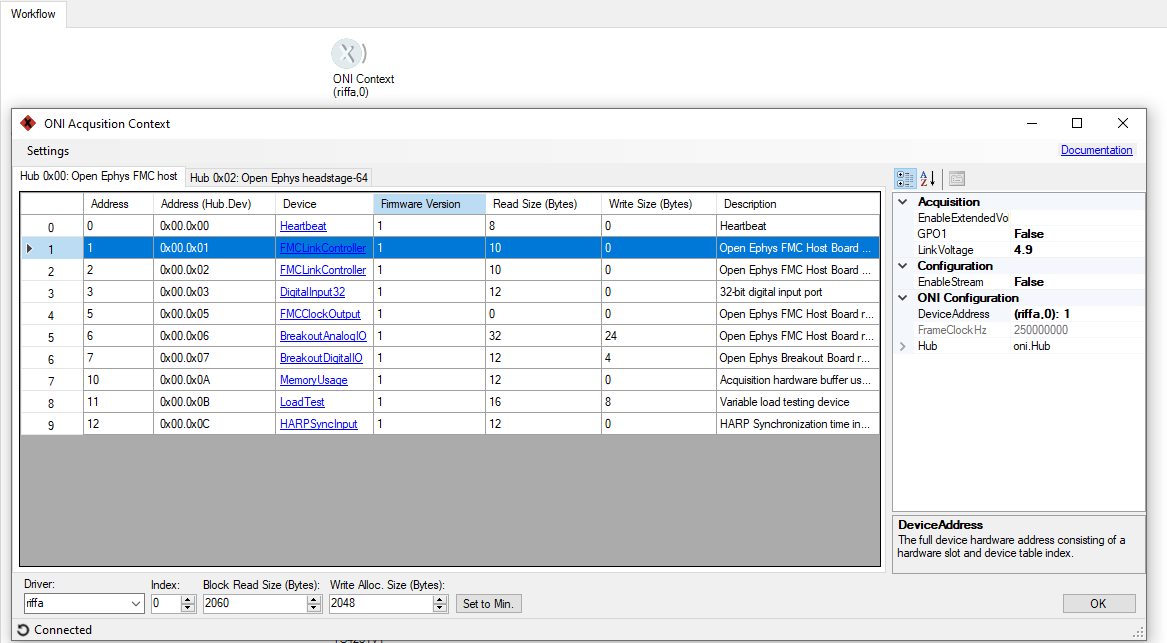 Workflow
ONI Context
(riffa,0)
ONI Acqusition Context
Settings
Documentation
Hub 0x00: Open Ephys FMC host
Hub 0x02: Open Ephys headstage-64
Address Address (Hub.Dev) Device Firmware Version Read Size (Bytes) Write Size (Bytes) Description
0 0 0x00.0x00 Heartbeat 1 8 0 Heartbeat
1 1 0x00.0x01 FMCLinkController 1 10 0 Open Ephys FMC Host Board ...
2 2 0x00.0x02 FMCLinkController 1 10 0 Open Ephys FMC Host Board ...
3 3 0x00.0x03 DigitalInput32 1 12 0 32-bit digital input port
4 5 0x00.0x05 FMCClockOutput 1 0 0 Open Ephys FMC Host Board r...
5 6 0x00.0x06 BreakoutAnalogIO 1 32 24 Open Ephys FMC Host Board r...
6 7 0x00.0x07 BreakoutDigitalIO 1 12 4 Open Ephys Breakout Board r...
7 10 0x00.0x0A MemoryUsage 1 12 0 Acquisition hardware buffer us...
8 11 0x00.0x0B LoadTest 1 16 8 Variable load testing device
9 12 0x00.0x0C HARPSyncInput 1 12 0 HARP Synchronization time in...
Acquisition
EnableExtendedVol
GPO1 False
LinkVoltage 4.9
Configuration
EnableStream False
ONI Configuration
DeviceAddress (riffa,0): 1
FrameClockHz 250000000
Hub oni.Hub
DeviceAddress
The full device hardware address consisting of a
hardware slot and device table index.
Driver: Index: Block Read Size (Bytes): Write Alloc. Size (Bytes):
riffa 0 2060 2048 Set to Min.
OK
Connected